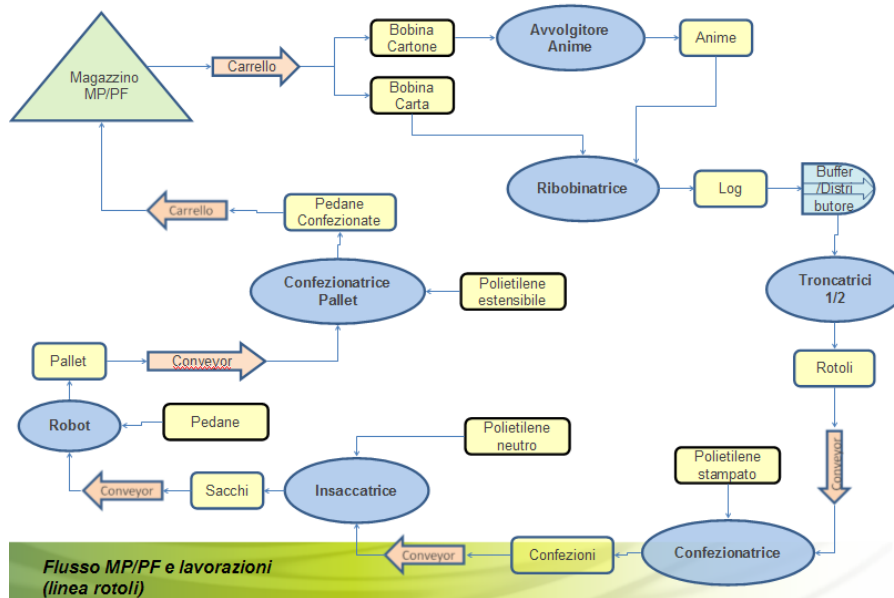 Magazzino
MP/PF
Carrello
Bobina
Cartone
Avvolgitore
Anime
Anime
Bobina
Carta
Ribobinatrice
Log
Buffer
/Distri
butore
Carrello
Pedane
Confezionate
Confezionatrice
Pallet
Polietilene
estensibile
Troncatrici
1/2
Pallet
Conveyor
Rotoli
Robot
Pedane
Polietilene
neutro
Polietilene
stampato
Conveyor
Conveyor
Sacchi
Insaccatrice
Conveyor
Confezioni
Confezionatrice
Flusso MP/PF e lavorazioni
(linea rotoli)